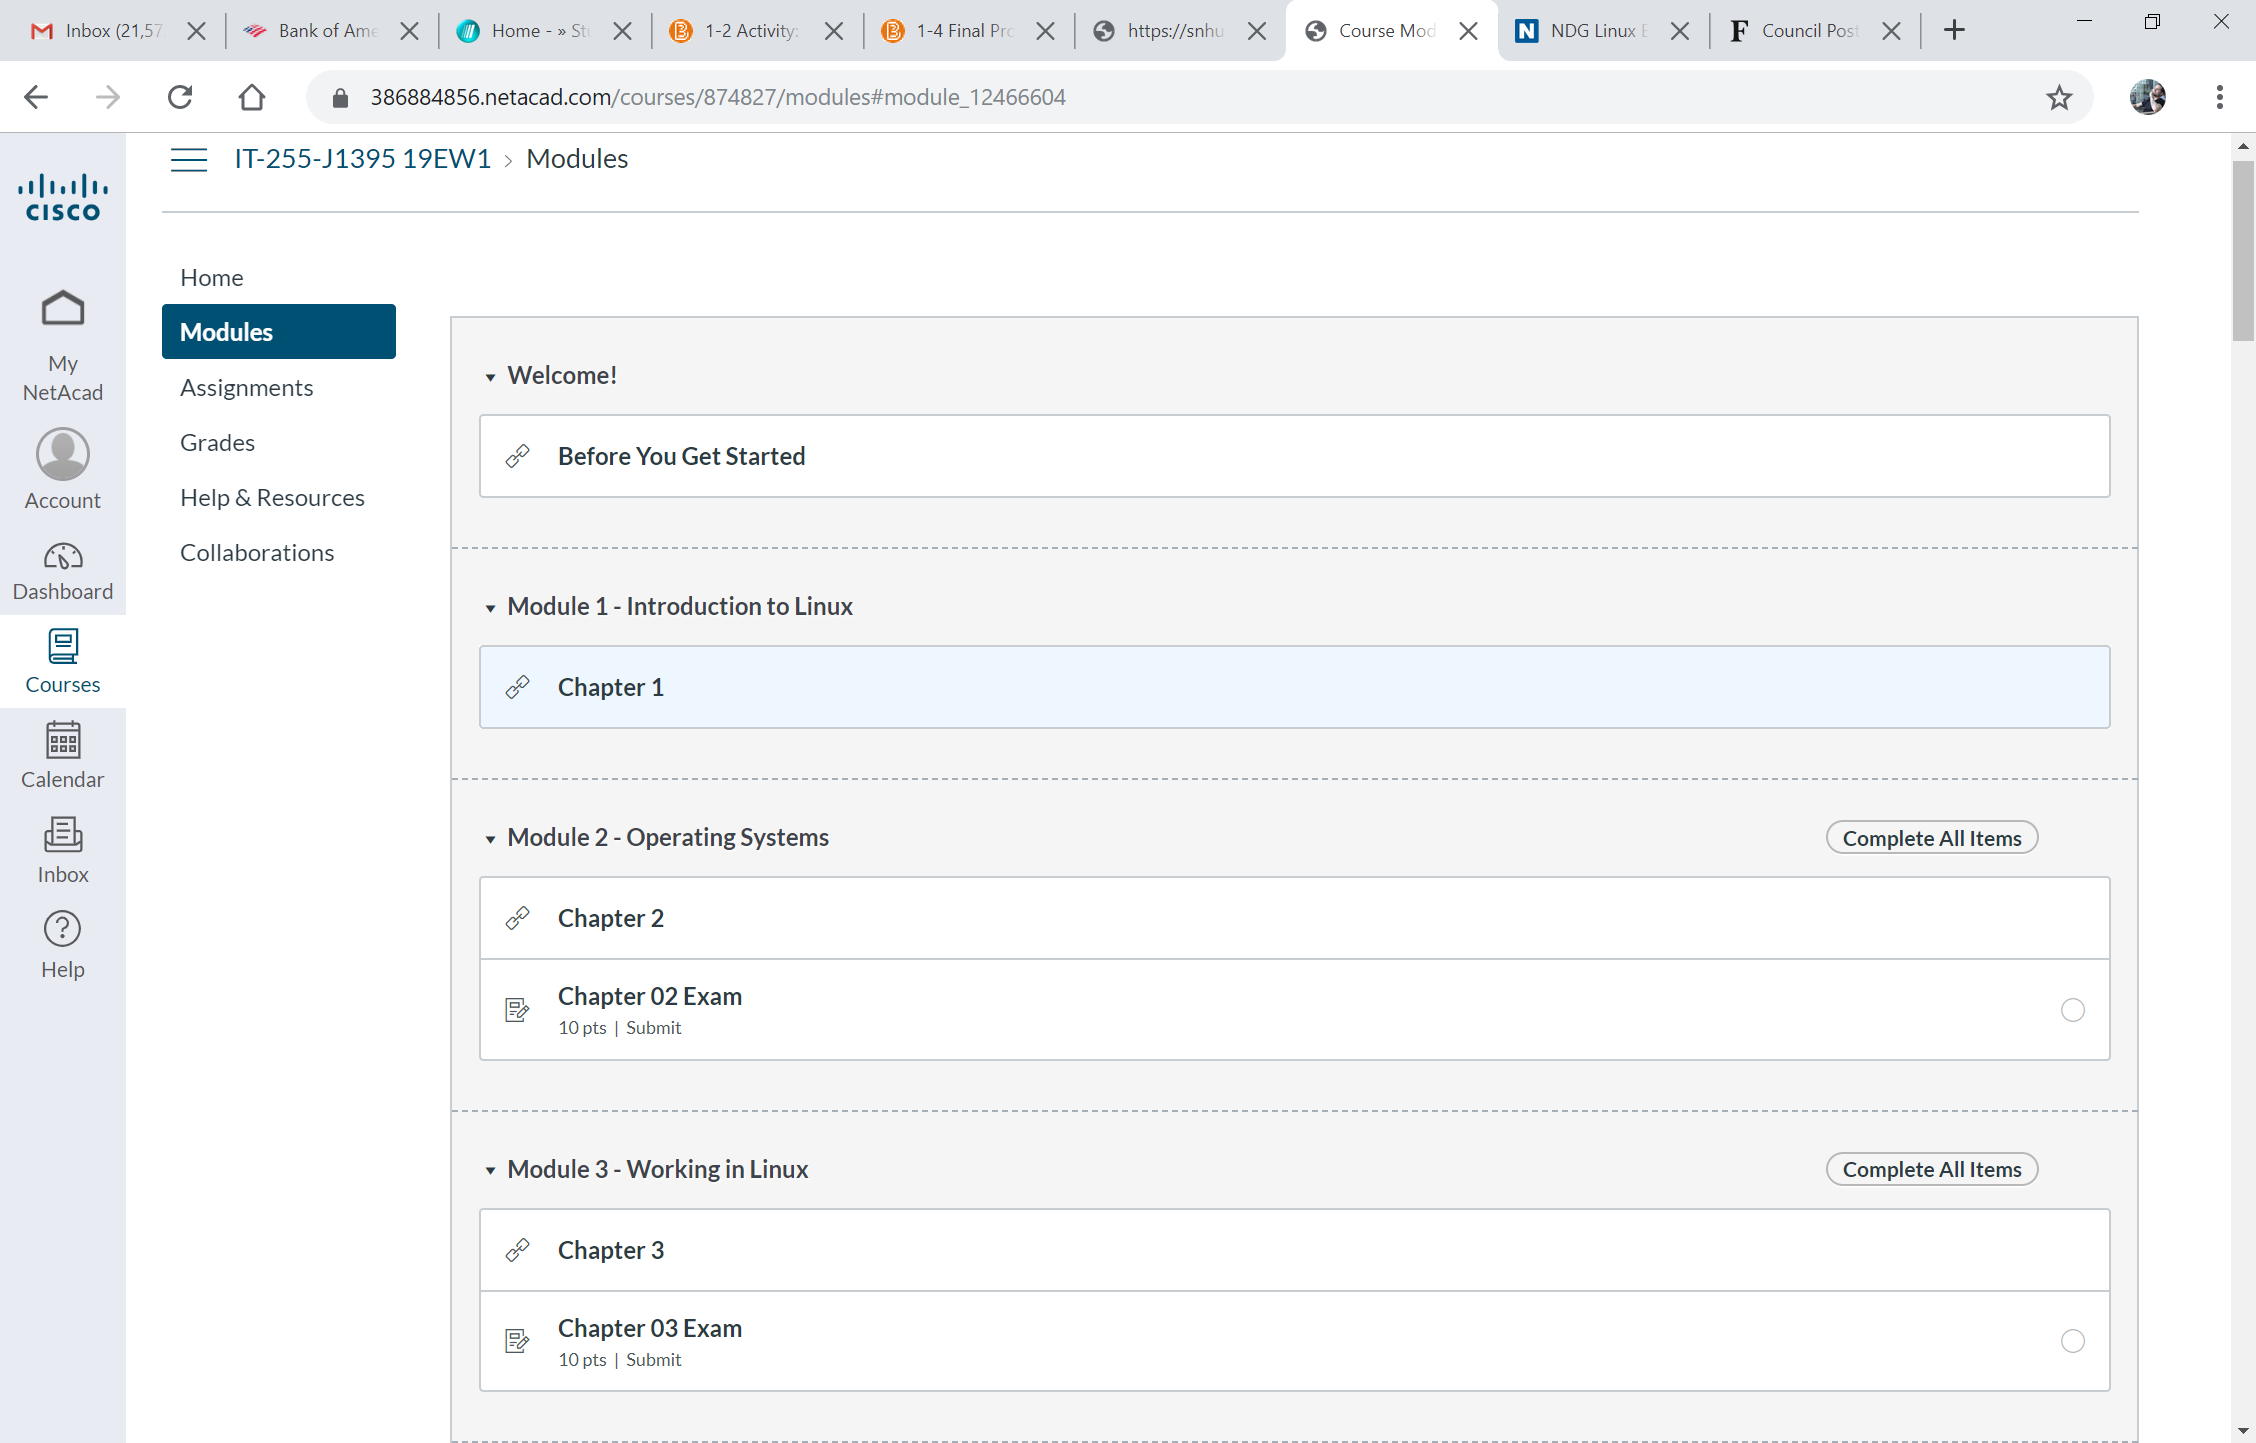 Inbox (21,57
Bank of Ame
Home - » Stu
1-2 Activity:
1-4 Final Pro
https://snhu
Course Mod
NDG Linux E
Council Post
386884856.netacad.com/courses/874827/modules#module_12466604
CISCO
My
NetAcad
Account
Dashboard
Courses
Calendar
Inbox
Help
IT-255-J1395 19EW1 > Modules
Home
Modules
Assignments
Grades
Help & Resources
Collaborations
Welcome!
Before You Get Started
Module 1 - Introduction to Linux
Chapter 1
Module 2 - Operating Systems
Complete All Items
Chapter 2
Chapter 02 Exam
10 pts | Submit
Module 3 - Working in Linux
Complete All Items
Chapter 3
Chapter 03 Exam
10 pts | Submit